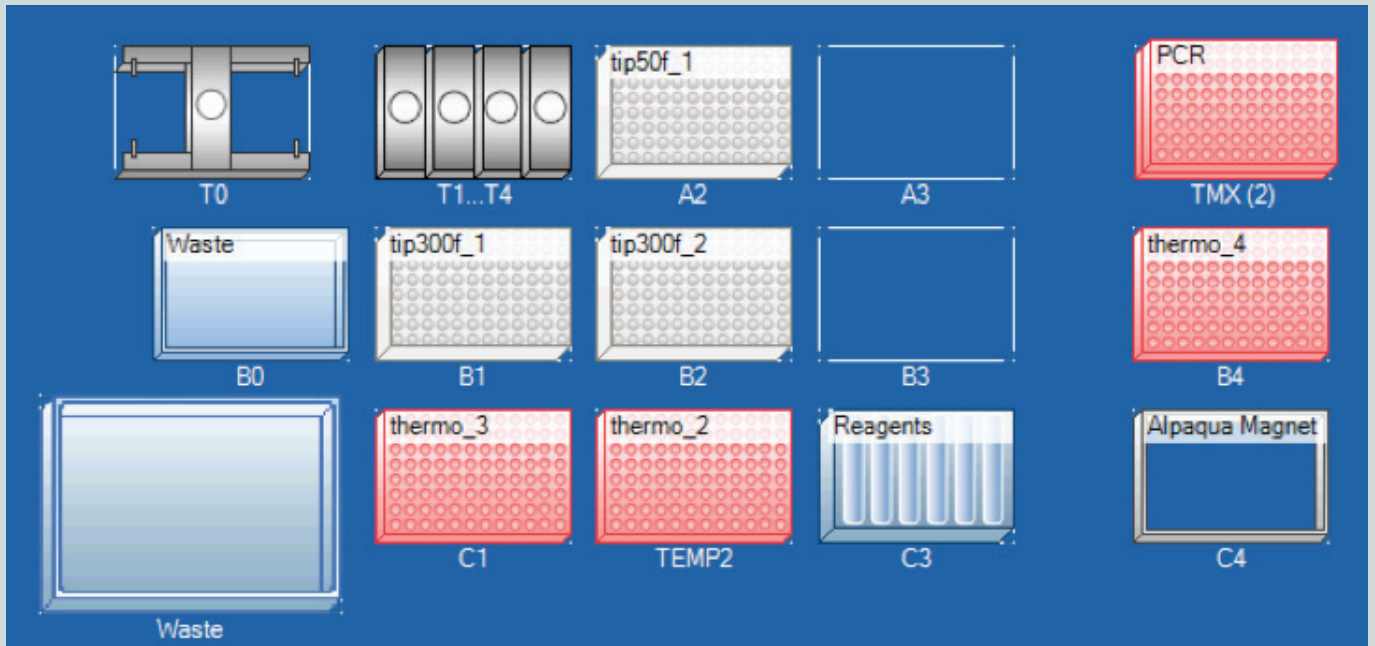 tip50f_1
PCR
T0
T1...T4
A2
A3
TMX (2)
Waste
tip300f_1
tip300f_2
thermo_4
B0
B1
B2
B3
B4
thermo_3
thermo_2
Reagents
Alpaqua Magnet
C1
TEMP2
C3
C4
Waste